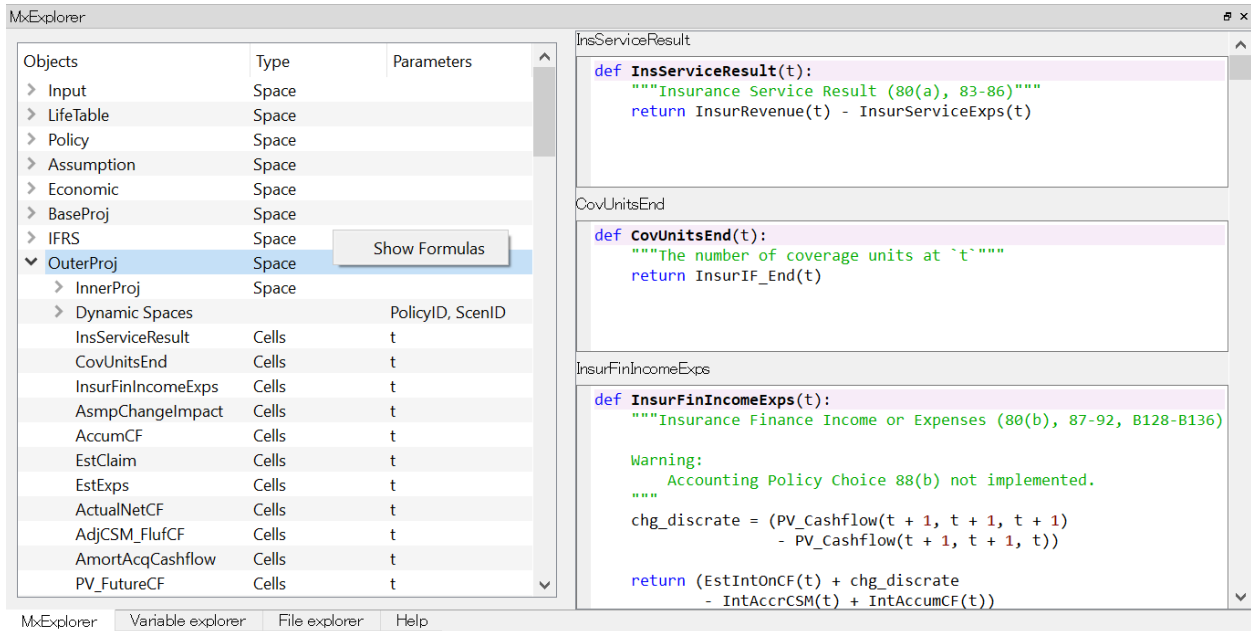 MxExplorer
Objects Type Parameters
Input Space
LifeTable Space
Policy Space
Assumption Space
Economic Space
BaseProj Space
IFRS Space
OuterProj Space
InnerProj Space
Dynamic Spaces PolicyID, ScenID
InsServiceResult Cells t
CovUnitsEnd Cells t
InsurFinIncomeExps Cells t
AsmpChangeImpact Cells t
AccumCF Cells t
EstClaim Cells t
EstExps Cells t
ActualNetCF Cells t
AdjCSM_FlufCF Cells t
AmortAcqCashflow Cells t
PV_FutureCF Cells t
Show Formulas
InsServiceResult
def InsServiceResult(t):
"""Insurance Service Result (80(a), 83-86)"""
return InsurRevenue(t) - InsurServiceExps(t)
CovUnitsEnd
def CovUnitsEnd(t):
"""The number of coverage units at `t`"""
return InsurIF_End(t)
InsurFinIncomeExps
def InsurFinIncomeExps(t):
"""Insurance Finance Income or Expenses (80(b), 87-92, B128-B136)
Warning:
Accounting Policy Choice 88(b) not implemented.
"""
chg_discrate = (PV_Cashflow(t + 1, t + 1, t + 1)
- PV_Cashflow(t + 1, t + 1, t))
return (EstIntOnCF(t) + chg_discrate
- IntAccrCSM(t) + IntAccumCF(t))
MxExplorer Variable explorer File explorer Help